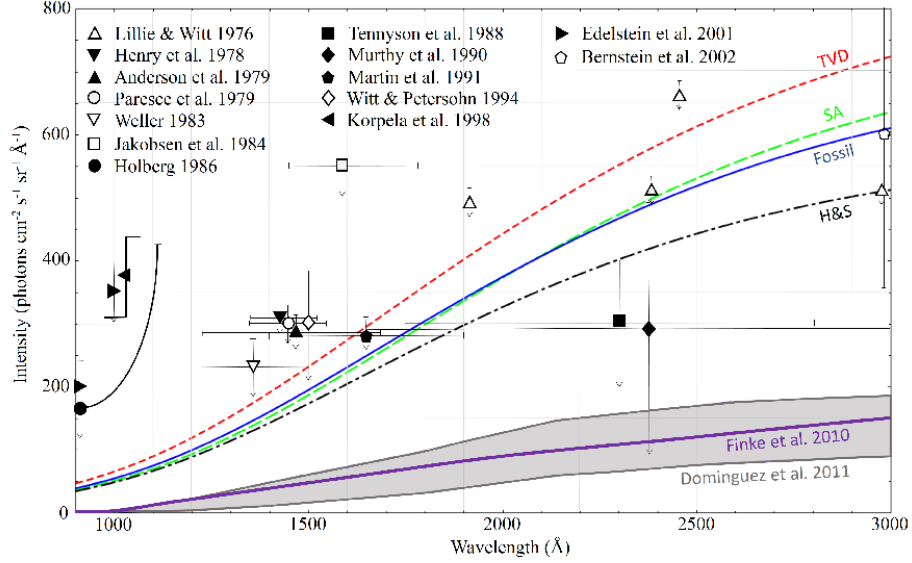 800
600
400
200
0
Intensity (photons cm⁻² s⁻¹ sr⁻¹ Å⁻¹)
Lillie & Witt 1976
Henry et al. 1978
Anderson et al. 1979
Paresce et al. 1979
Weller 1983
Jakobsen et al. 1984
Holberg 1986
Tennyson et al. 1988
Murthy et al. 1990
Martin et al. 1991
Witt & Petersohn 1994
Korpela et al. 1998
Edelstein et al. 2001
Bernstein et al. 2002
TVD
SA
Fossil
H&S
Finke et al. 2010
Dominguez et al. 2011
1000
1500
2000
2500
3000
Wavelength (Å)